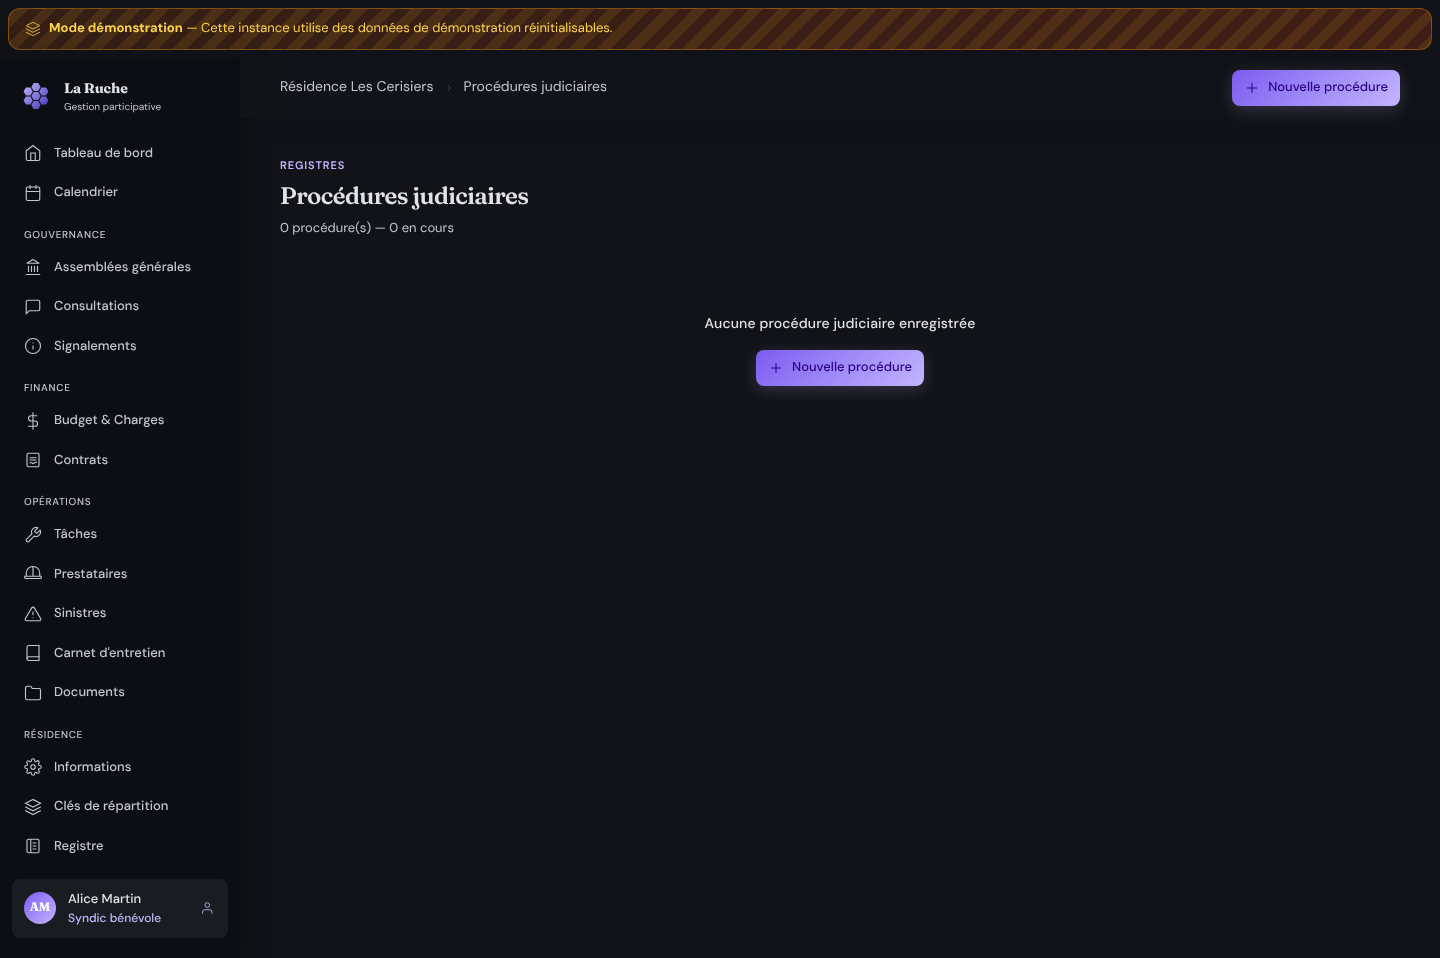 Mode démonstration — Cette instance utilise des données de démonstration réinitialisables.
La Ruche
Gestion participative
Tableau de bord
Calendrier
GOUVERNANCE
Assemblées générales
Consultations
Signalements
FINANCE
Budget & Charges
Contrats
OPÉRATIONS
Tâches
Prestataires
Sinistres
Carnet d'entretien
Documents
RÉSIDENCE
Informations
Clés de répartition
Registre
AM
Alice Martin
Syndic bénévole
Résidence Les Cerisiers > Procédures judiciaires
Nouvelle procédure
REGISTRES
Procédures judiciaires
0 procédure(s) — 0 en cours
Aucune procédure judiciaire enregistrée
Nouvelle procédure